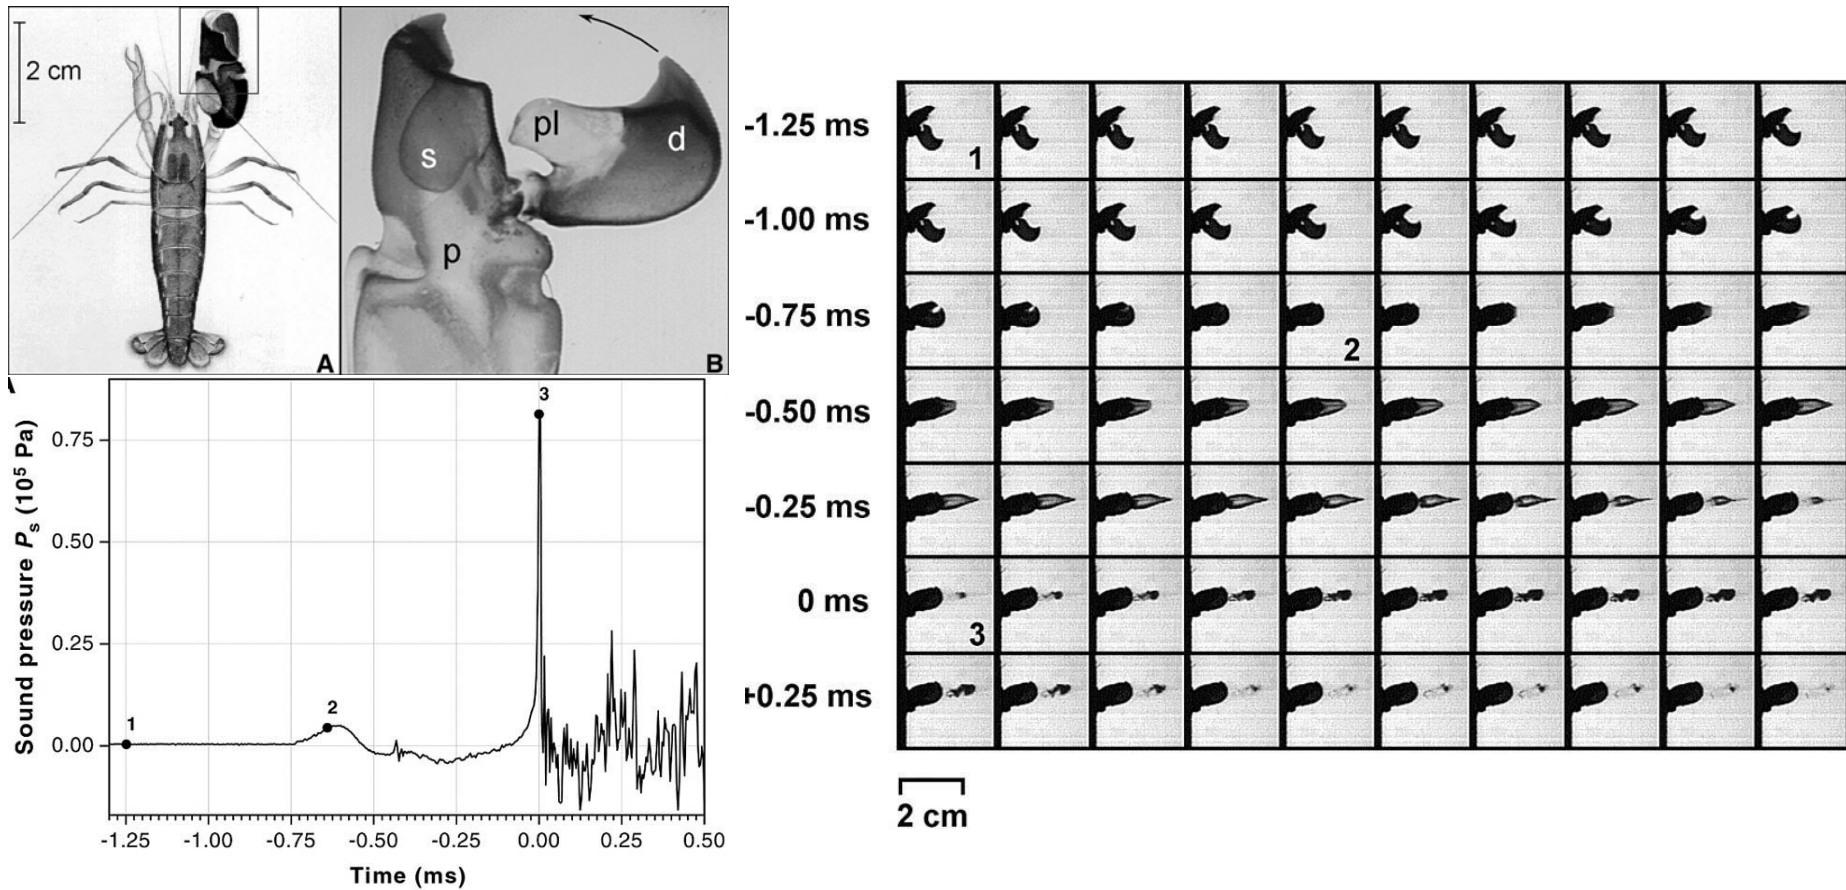 2 cm
A
B
s
pl
d
p
Sound pressure Ps (10⁵ Pa)
0.75
0.50
0.25
0.00
1
2
3
-1.25
-1.00
-0.75
-0.50
-0.25
0.00
0.25
0.50
Time (ms)
-1.25 ms
1
-1.00 ms
-0.75 ms
2
-0.50 ms
-0.25 ms
0 ms
3
+0.25 ms
2 cm